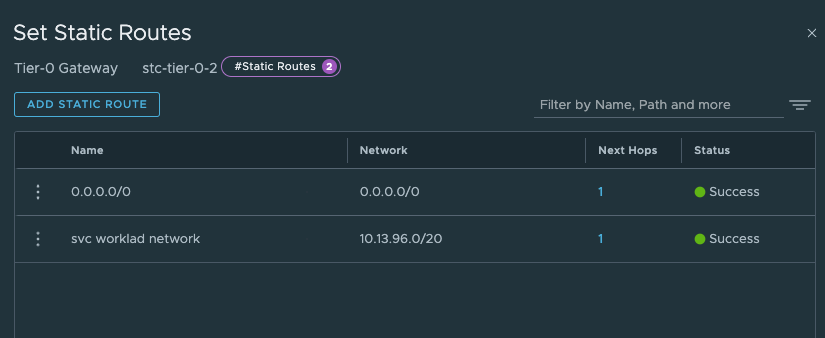 Set Static Routes
Tier-0 Gateway stc-tier-0-2 #Static Routes 2
ADD STATIC ROUTE Filter by Name, Path and more
Name Network Next Hops Status
0.0.0.0/0 0.0.0.0/0 1 Success
svc worklad network 10.13.96.0/20 1 Success